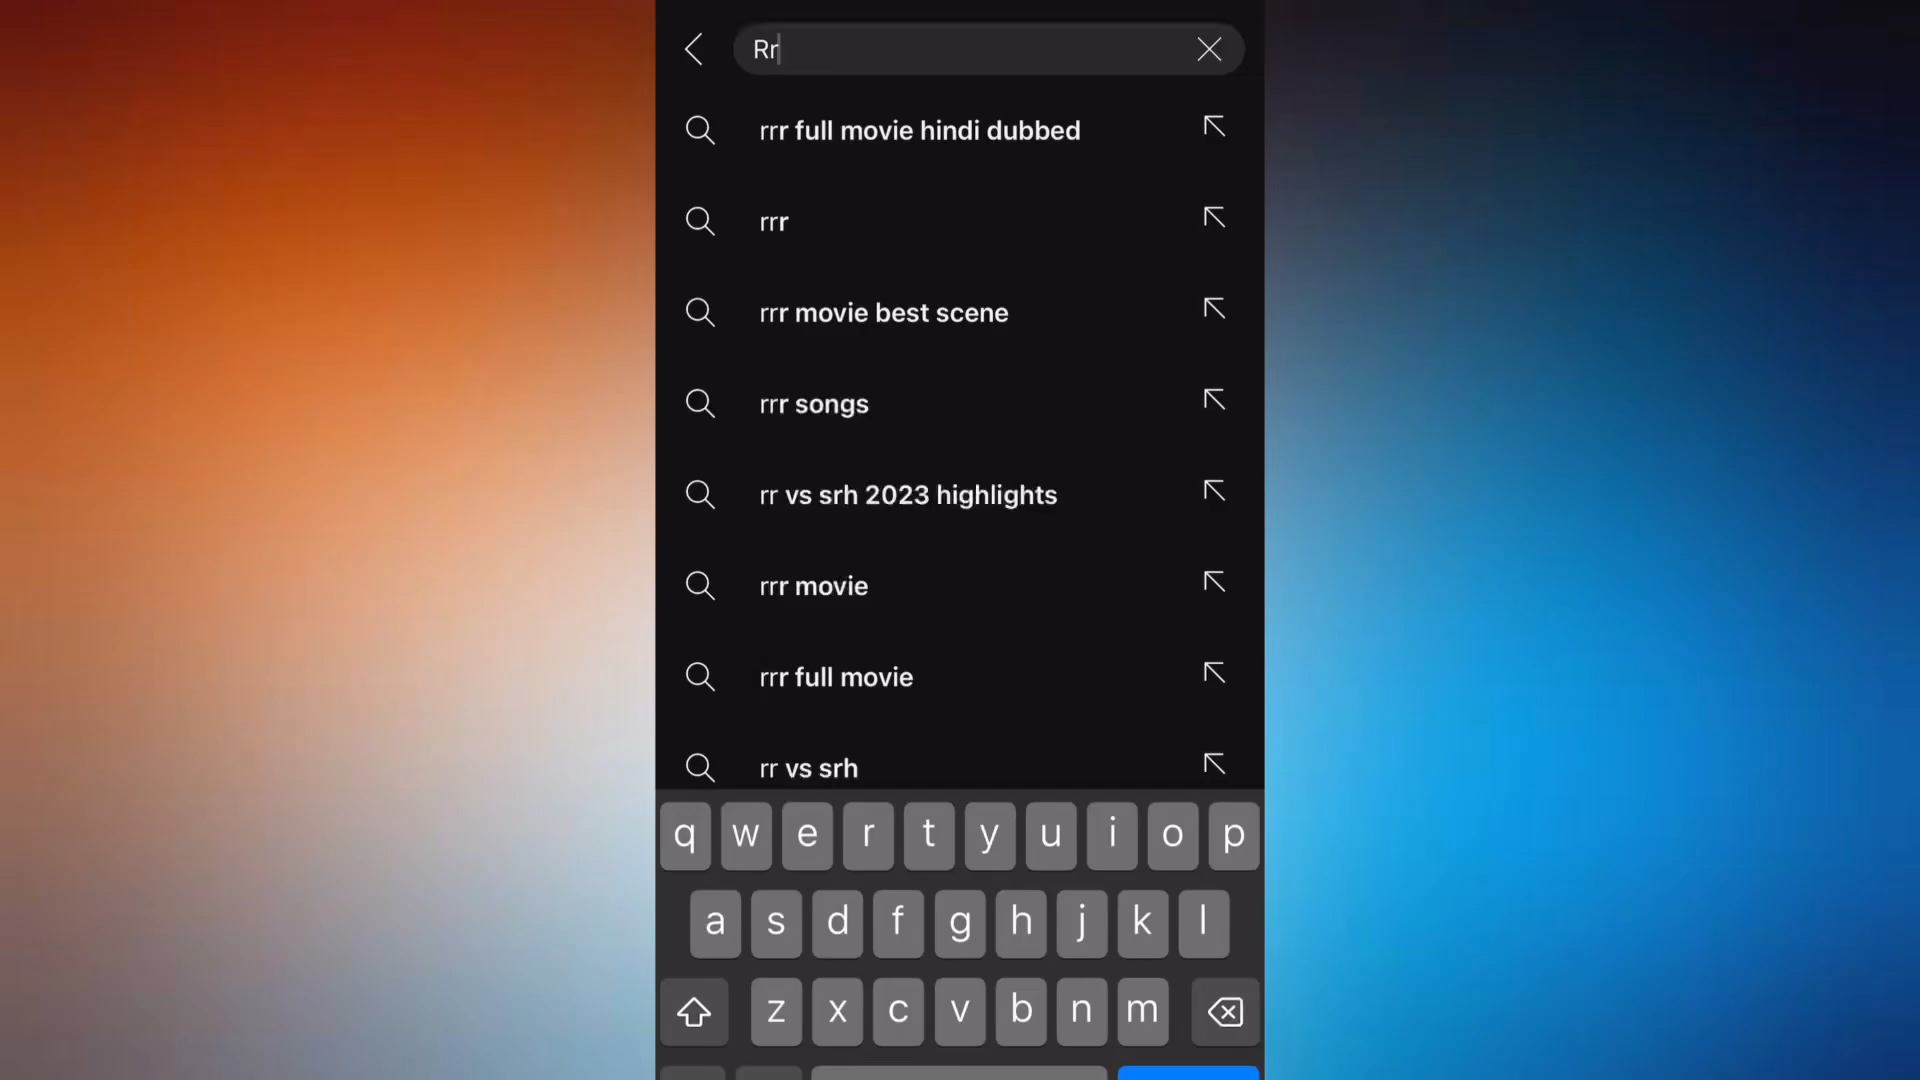 Rr
rrr full movie hindi dubbed
rrr
rrr movie best scene
rrr songs
rr vs srh 2023 highlights
rrr movie
rrr full movie
rr vs srh
q w e r t y u i o p
a s d f g h j k l
z x c v b n m